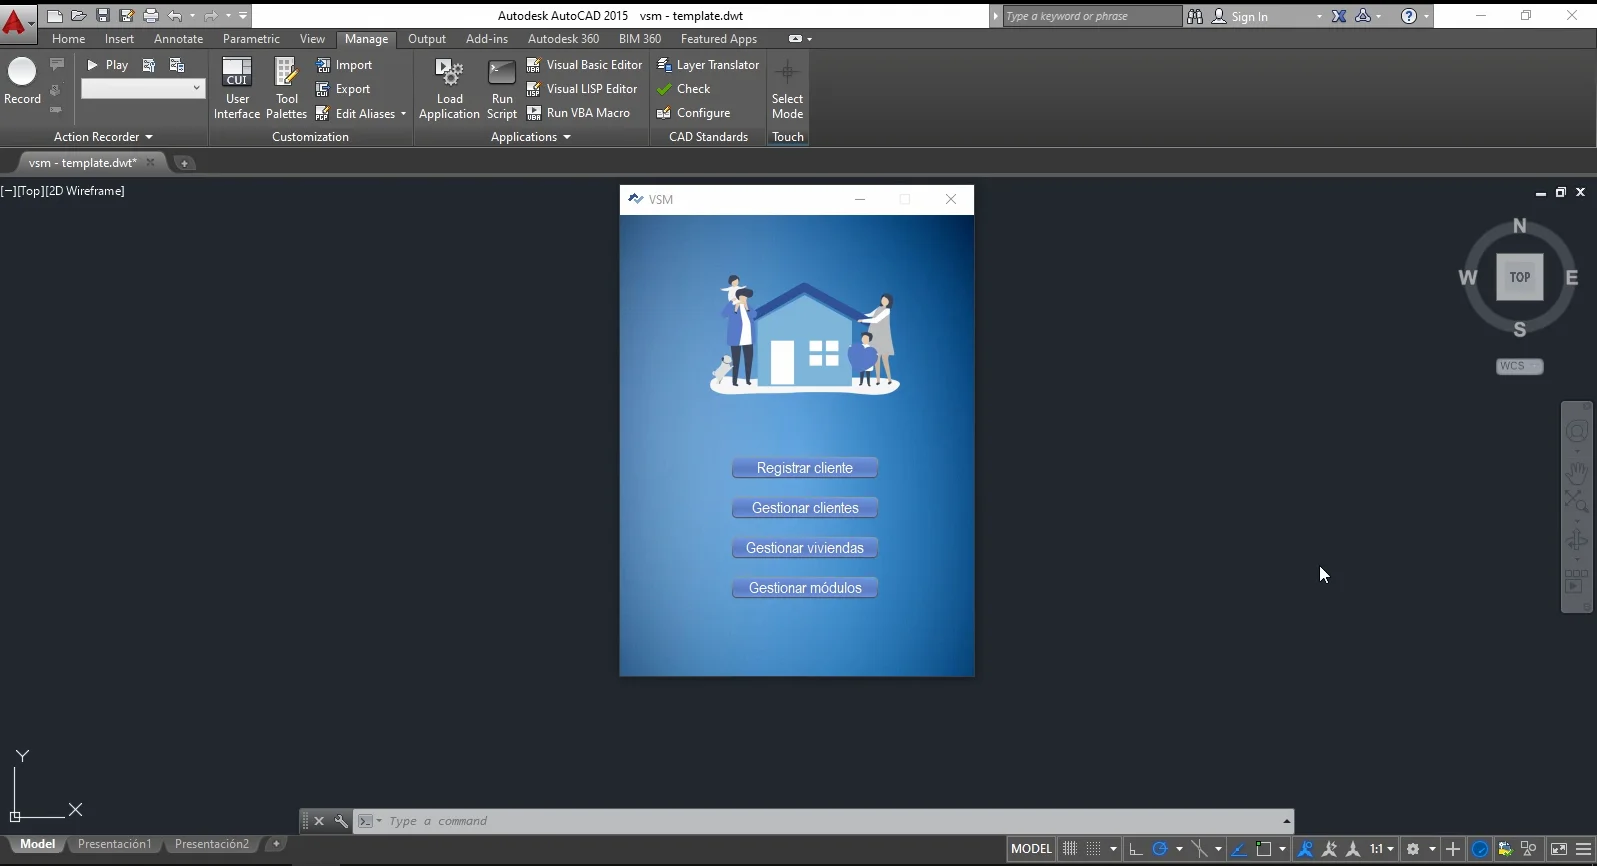 Autodesk AutoCAD 2015 vsm - template.dwt
Type a keyword or phrase
Sign In
Home Insert Annotate Parametric View Manage Output Add-ins Autodesk 360 BIM 360 Featured Apps
Record
Play
Action Recorder
CUI
User Interface
Tool Palettes
Import
Export
Edit Aliases
Customization
Load Application
Run Script
Visual Basic Editor
Visual LISP Editor
Run VBA Macro
Applications
Layer Translator
Check
Configure
CAD Standards
Select Mode
Touch
vsm - template.dwt*
[−][Top][2D Wireframe]
VSM
Registrar cliente
Gestionar clientes
Gestionar viviendas
Gestionar módulos
N
W TOP E
S
WCS
Y
X
Type a command
Model Presentación1 Presentación2
MODEL
1:1